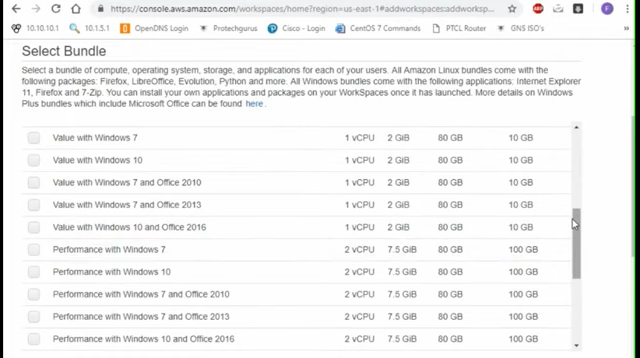 https://console.aws.amazon.com/workspaces/home?region=us-east-1#addworkspaces:addworksp...
10.10.10.1 10.1.5.1 OpenDNS Login Protechgurus Cisco - Login CentOS 7 Commands PTCL Router GNS ISO's
Select Bundle
Select a bundle of compute, operating system, storage, and applications for each of your users. All Amazon Linux bundles come with the
following packages: Firefox, LibreOffice, Evolution, Python and more. All Windows bundles come with the following applications: Internet Explorer
11, Firefox and 7-Zip. You can install your own applications and packages on your WorkSpaces once it has launched. More details on Windows
Plus bundles which include Microsoft Office can be found here.
Value with Windows 7 1 vCPU 2 GiB 80 GB 10 GB
Value with Windows 10 1 vCPU 2 GiB 80 GB 10 GB
Value with Windows 7 and Office 2010 1 vCPU 2 GiB 80 GB 10 GB
Value with Windows 7 and Office 2013 1 vCPU 2 GiB 80 GB 10 GB
Value with Windows 10 and Office 2016 1 vCPU 2 GiB 80 GB 10 GB
Performance with Windows 7 2 vCPU 7.5 GiB 80 GB 100 GB
Performance with Windows 10 2 vCPU 7.5 GiB 80 GB 100 GB
Performance with Windows 7 and Office 2010 2 vCPU 7.5 GiB 80 GB 100 GB
Performance with Windows 7 and Office 2013 2 vCPU 7.5 GiB 80 GB 100 GB
Performance with Windows 10 and Office 2016 2 vCPU 7.5 GiB 80 GB 100 GB